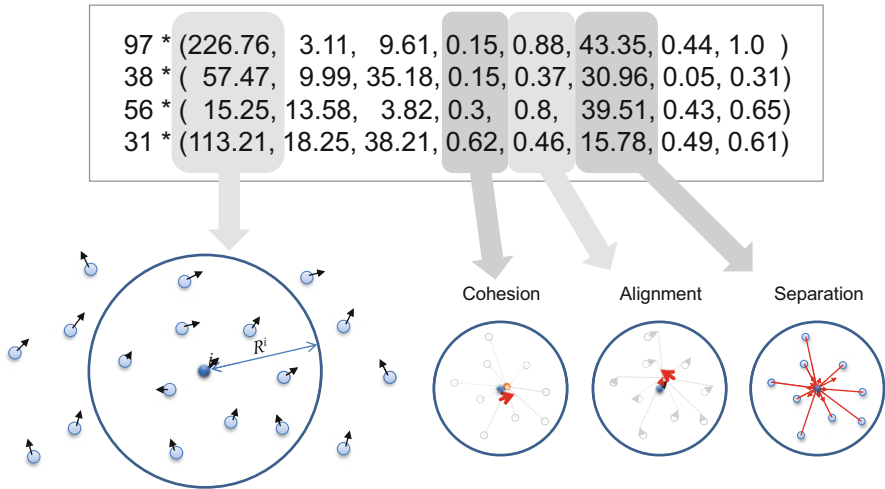 97 * (226.76, 3.11, 9.61, 0.15, 0.88, 43.35, 0.44, 1.0 )
38 * ( 57.47, 9.99, 35.18, 0.15, 0.37, 30.96, 0.05, 0.31)
56 * ( 15.25, 13.58, 3.82, 0.3, 0.8, 39.51, 0.43, 0.65)
31 * (113.21, 18.25, 38.21, 0.62, 0.46, 15.78, 0.49, 0.61)
Cohesion Alignment Separation
i
R^i